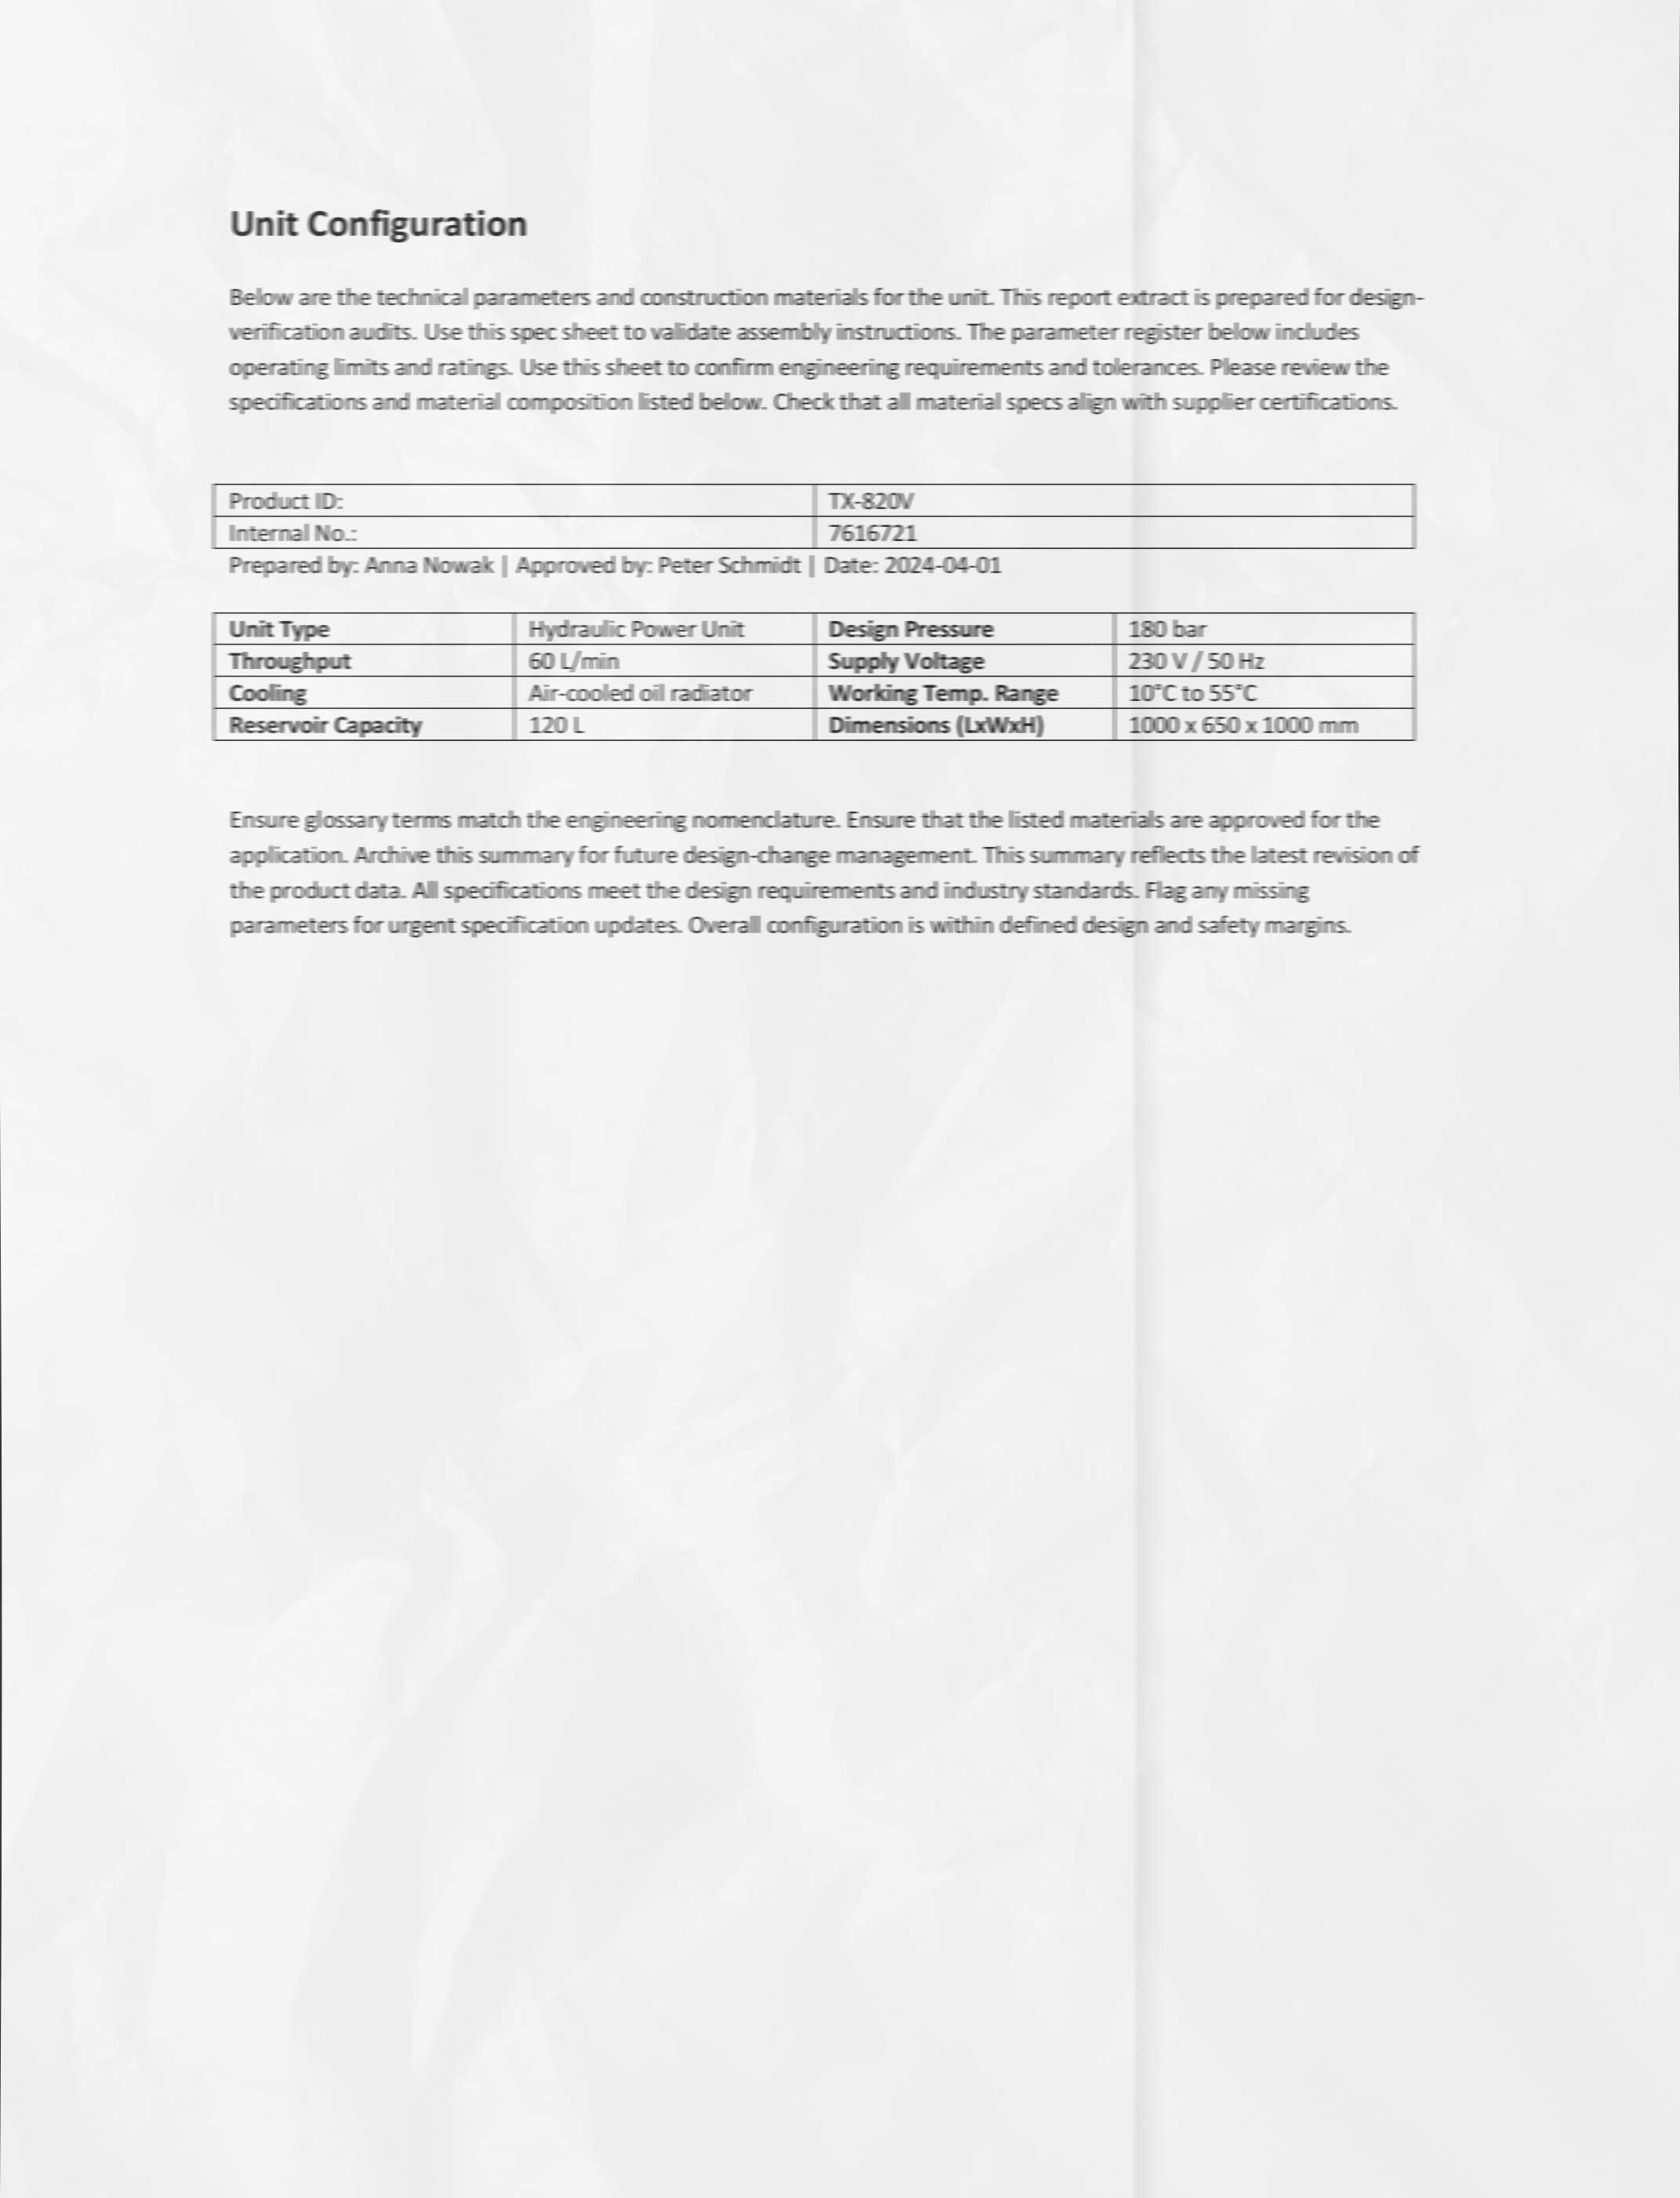 Unit Configuration
Below are the technical parameters and construction materials for the unit. This report extract is prepared for design-
verification audits. Use this spec sheet to validate assembly instructions. The parameter register below includes
operating limits and ratings. Use this sheet to confirm engineering requirements and tolerances. Please review the
specifications and material composition listed below. Check that all material specs align with supplier certifications.
Product ID: TX-820V
Internal No.: 7616721
Prepared by: Anna Nowak | Approved by: Peter Schmidt | Date: 2024-04-01
Unit Type Hydraulic Power Unit Design Pressure 180 bar
Throughput 60 L/min Supply Voltage 230 V / 50 Hz
Cooling Air-cooled oil radiator Working Temp. Range 10°C to 55°C
Reservoir Capacity 120 L Dimensions (LxWxH) 1000 x 650 x 1000 mm
Ensure glossary terms match the engineering nomenclature. Ensure that the listed materials are approved for the
application. Archive this summary for future design-change management. This summary reflects the latest revision of
the product data. All specifications meet the design requirements and industry standards. Flag any missing
parameters for urgent specification updates. Overall configuration is within defined design and safety margins.